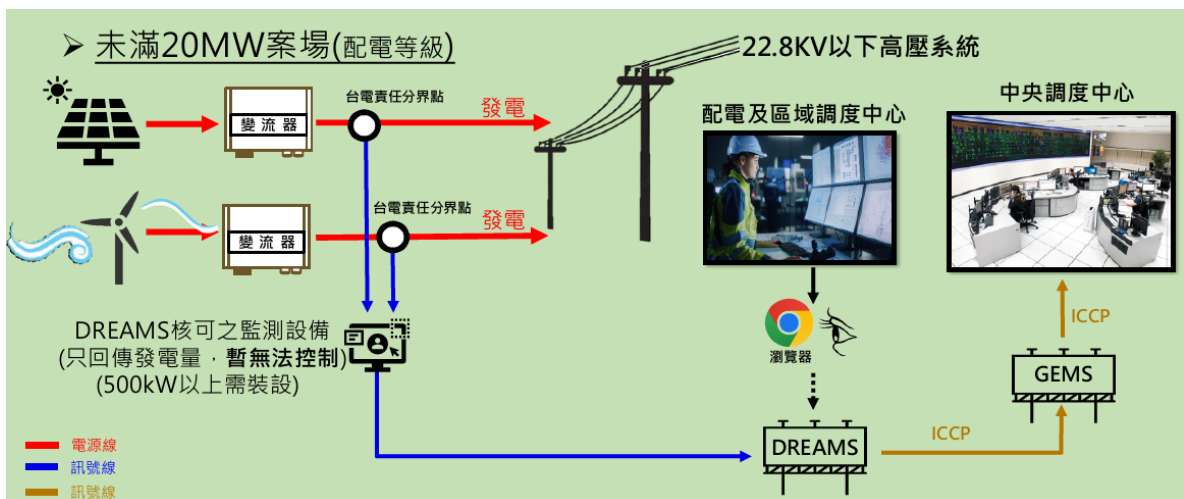 ➤ 未滿20MW案場(配電等級)
變流器
台電責任分界點
發電
22.8KV以下高壓系統
變流器
台電責任分界點
發電
配電及區域調度中心
中央調度中心
DREAMS核可之監測設備
(只回傳發電量，暫無法控制)
(500kW以上需裝設)
瀏覽器
DREAMS
ICCP
GEMS
ICCP
電源線
訊號線
訊號線